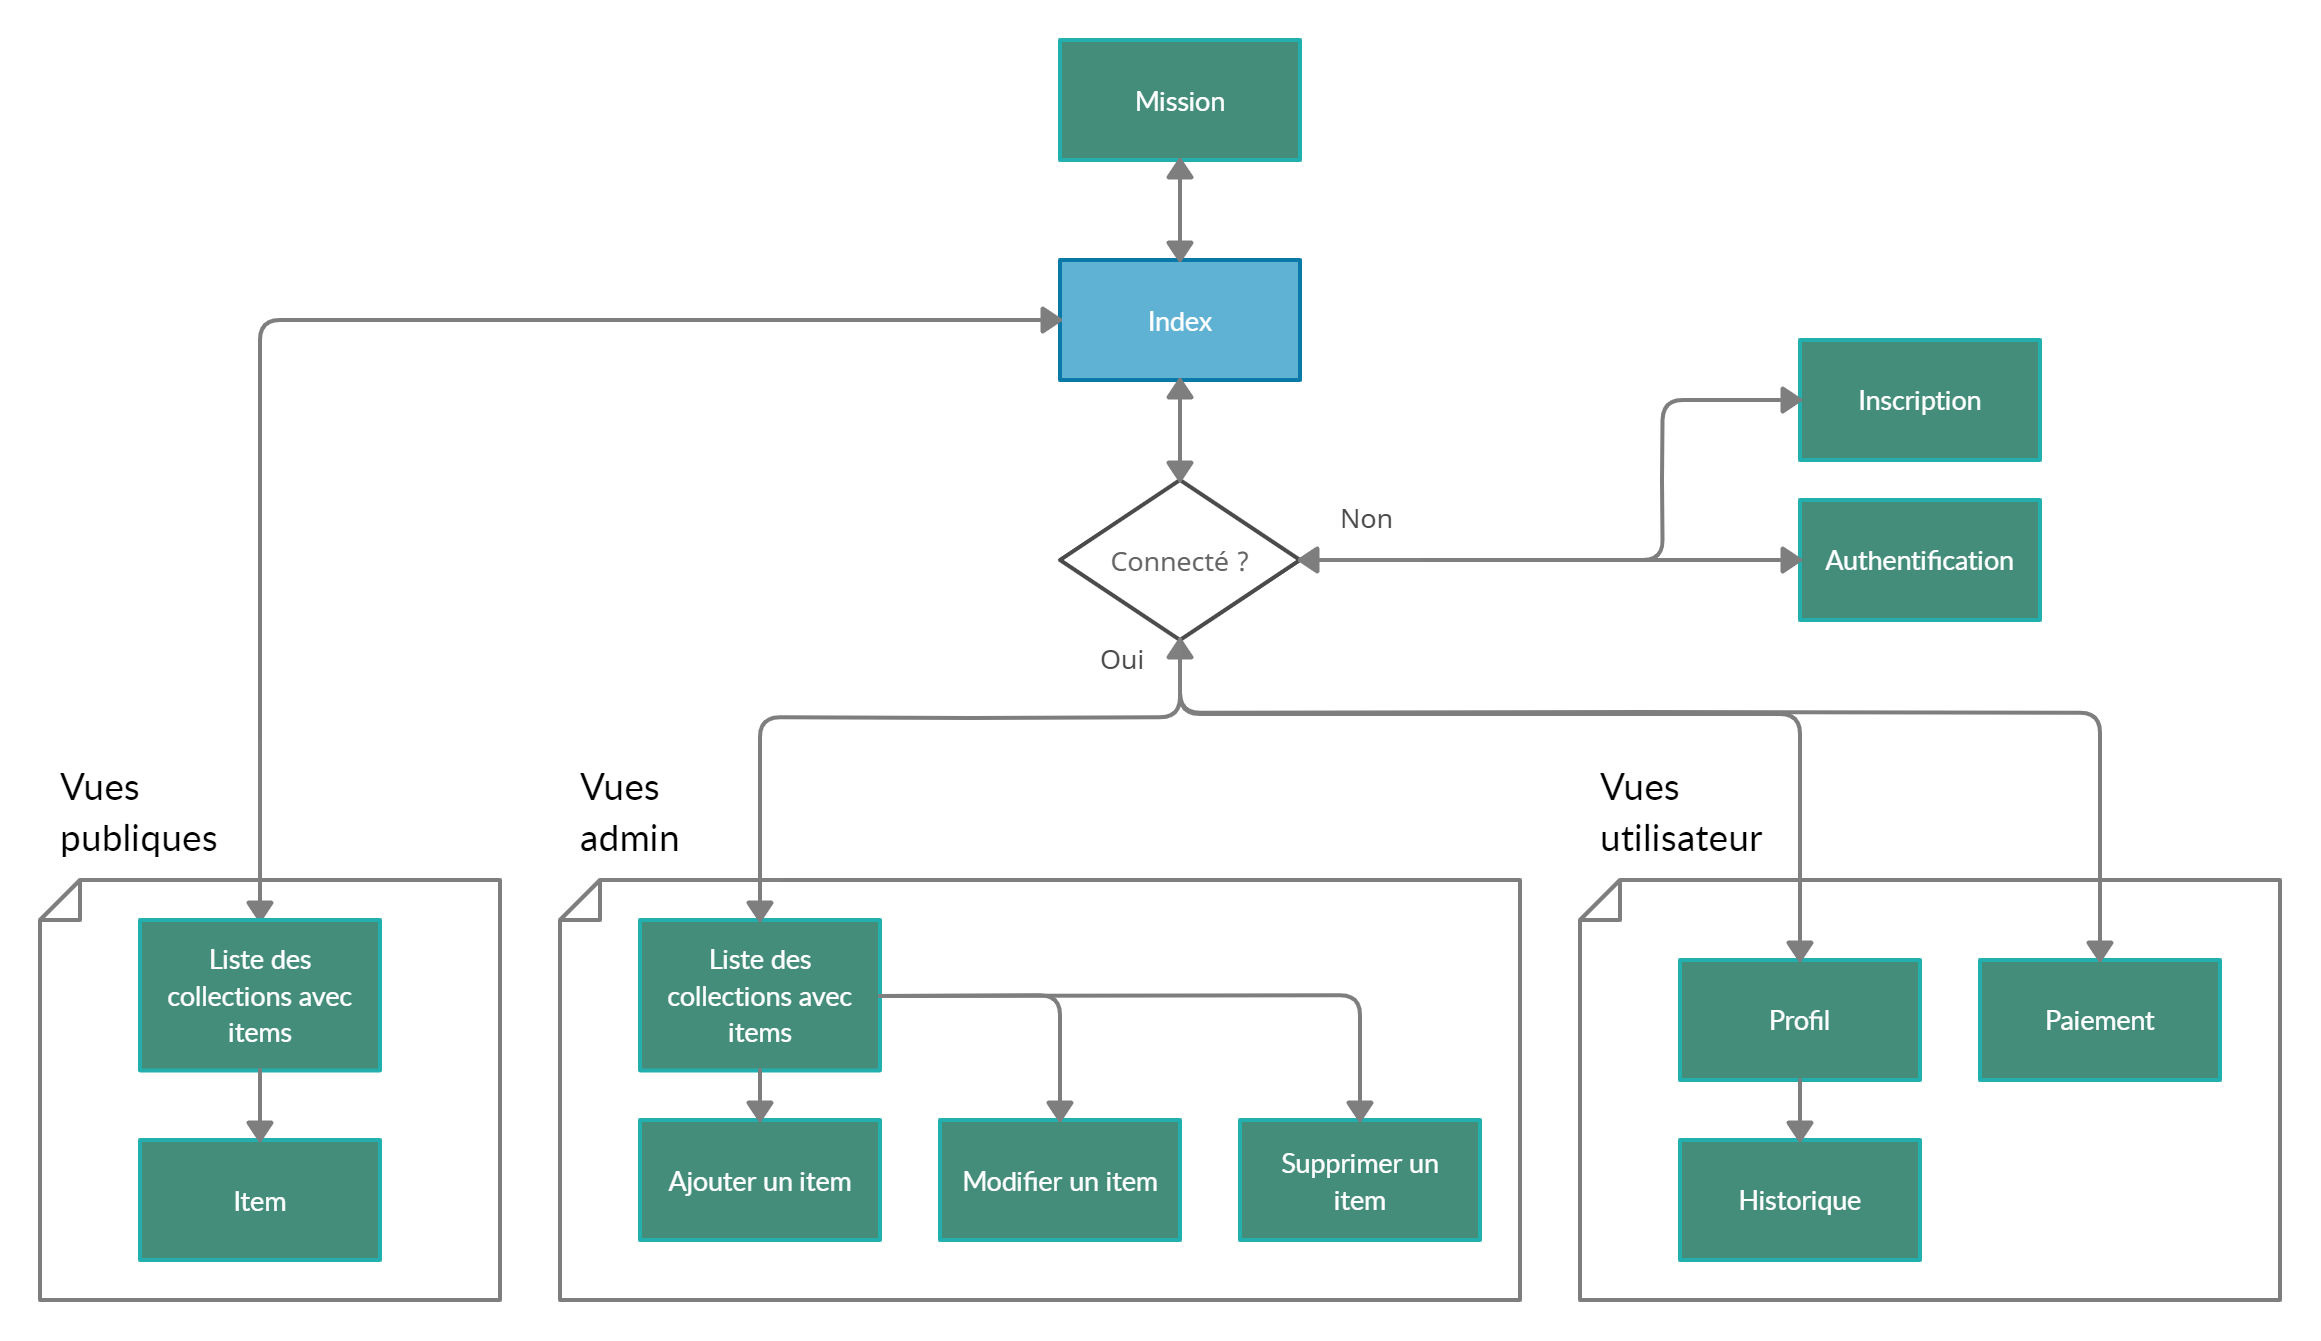 Mission
Index
Inscription
Non
Connecté ?
Authentification
Oui
Vues
publiques
Vues
admin
Vues
utilisateur
Liste des
collections avec
items
Item
Liste des
collections avec
items
Ajouter un item
Modifier un item
Supprimer un
item
Profil
Paiement
Historique